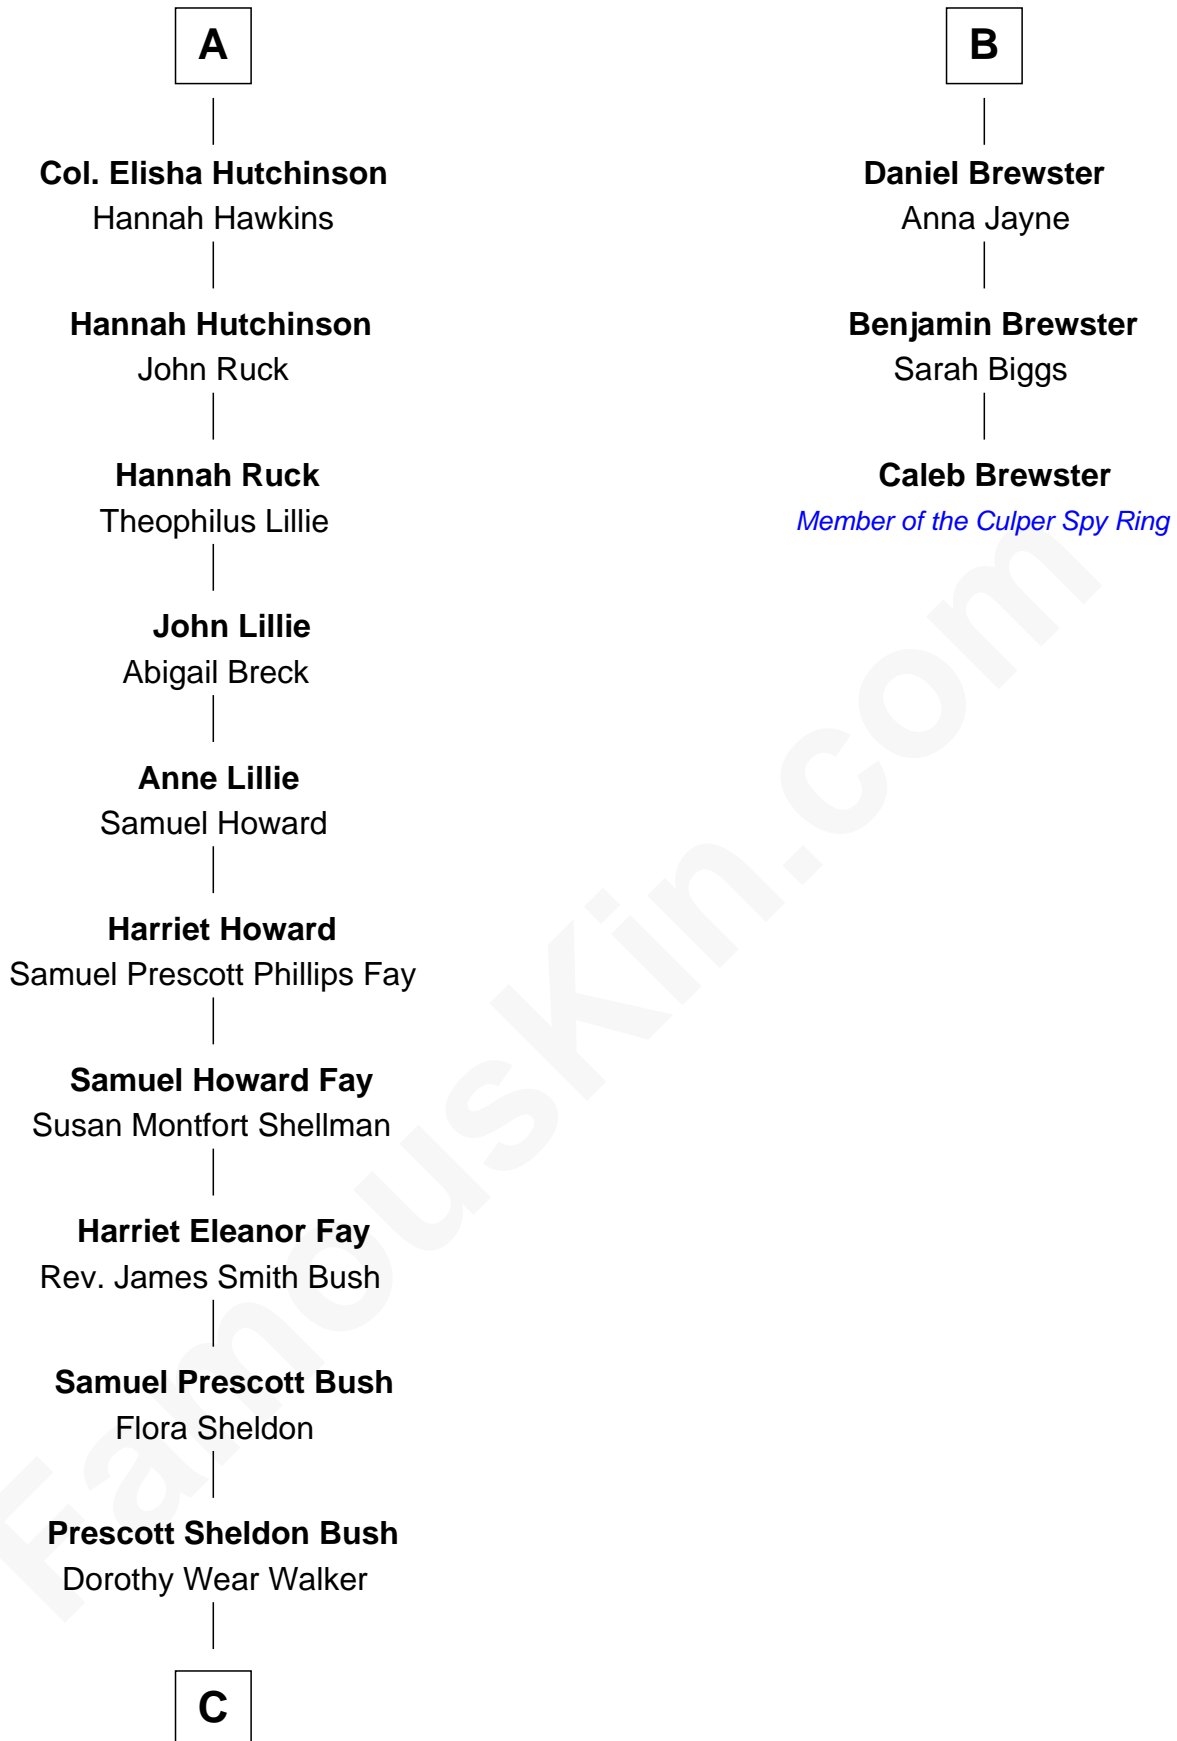 A
Col. Elisha Hutchinson
Hannah Hawkins
Hannah Hutchinson
John Ruck
Hannah Ruck
Theophilus Lillie
John Lillie
Abigail Breck
Anne Lillie
Samuel Howard
Harriet Howard
Samuel Prescott Phillips Fay
Samuel Howard Fay
Susan Montfort Shellman
Harriet Eleanor Fay
Rev. James Smith Bush
Samuel Prescott Bush
Flora Sheldon
Prescott Sheldon Bush
Dorothy Wear Walker
C
B
Daniel Brewster
Anna Jayne
Benjamin Brewster
Sarah Biggs
Caleb Brewster
Member of the Culper Spy Ring
FamousKin.com